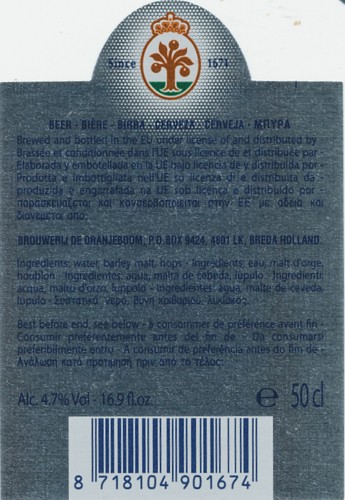 Since 1671
BEER - BIÈRE - BIRRA - CERVEZA - CERVEJA - ΜΠΥΡΑ
Brewed and bottled in the EU under license of and distributed by -
Brassée et conditionnée dans l'UE sous licence de et distribuée par -
Elaborada y embotellada en la UE bajo licencia de y distribuida por -
Prodotta e imbottigliata nell'UE su licenza di e distribuita da -
produzida e engarrafada na UE sob licença e distribuido por -
παρασκευάζεται και κονσερβοποιείται στην ΕΕ με άδεια και
διανέμεται από:
BROUWERIJ DE ORANJEBOOM, P.O.BOX 9424, 4801 LK, BREDA HOLLAND.
Ingredients: water, barley malt, hops - Ingrédients: eau, malt d'orge,
houblon - Ingredientes: agua, malta de cebada, lúpulo - Ingredienti:
acqua, malto d'orzo, luppolo - Ingredientes: água, malte de cevada,
lúpulo - Συστατικά: νερό, βύνη κριθαριού, λυκίσκος.
Best before end, see below - à consommer de préférence avant fin -
Consumir preferentemente antes del fin de - Da consumarsi
preferibilmente entro - A consumir de preferência antes do fim de -
Ανάλωση κατά προτίμηση πριν από το τέλος:
Alc. 4.7% Vol - 16.9 fl.oz. ℮ 50 cl
8 718104 901674